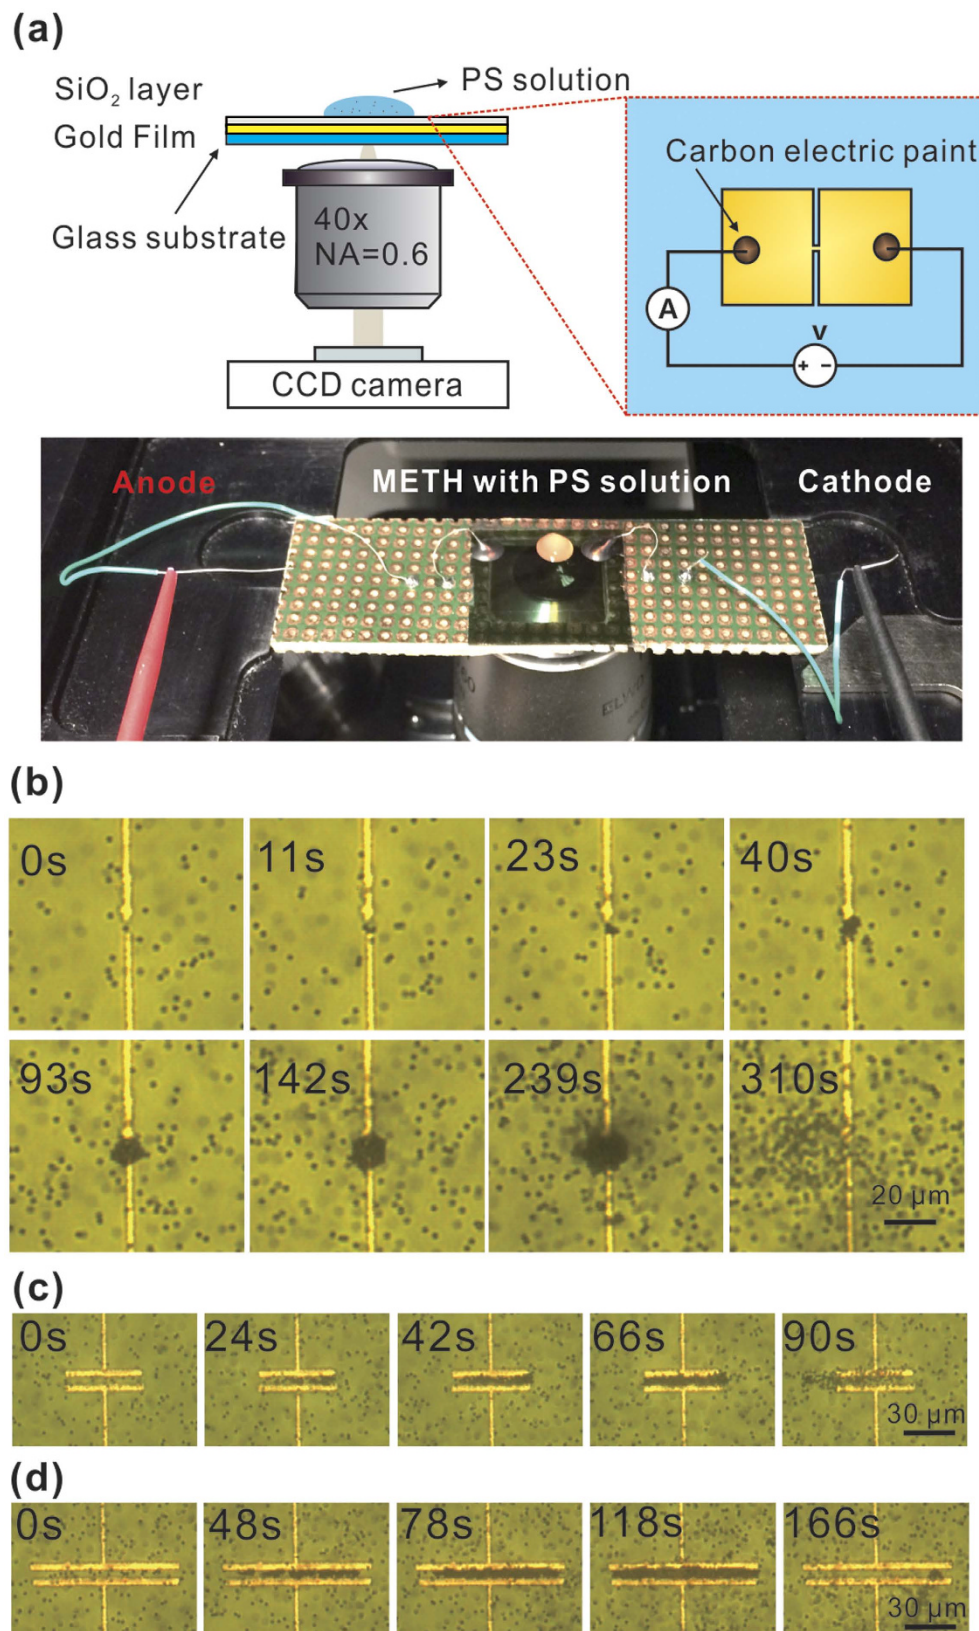 (a)
SiO₂ layer
PS solution
Gold Film
Glass substrate
40x
NA=0.6
CCD camera
Carbon electric paint
A
V
+ -
Anode
METH with PS solution
Cathode
(b)
0s
11s
23s
40s
93s
142s
239s
310s
20 μm
(c)
0s
24s
42s
66s
90s
30 μm
(d)
0s
48s
78s
118s
166s
30 μm